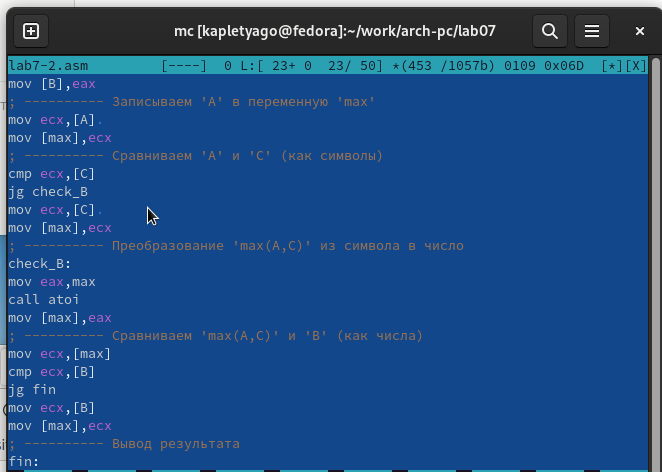 mc [kapletyago@fedora]:~/work/arch-pc/lab07
lab7-2.asm [----] 0 L:[ 23+ 0 23/ 50] *(453 /1057b) 0109 0x06D [*][X]
mov [B],eax
; ---------- Записываем 'A' в переменную 'max'
mov ecx,[A].
mov [max],ecx
; ---------- Сравниваем 'A' и 'C' (как символы)
cmp ecx,[C]
jg check_B
mov ecx,[C].
mov [max],ecx
; ---------- Преобразование 'max(A,C)' из символа в число
check_B:
mov eax,max
call atoi
mov [max],eax
; ---------- Сравниваем 'max(A,C)' и 'B' (как числа)
mov ecx,[max]
cmp ecx,[B]
jg fin
mov ecx,[B]
mov [max],ecx
; ---------- Вывод результата
fin: